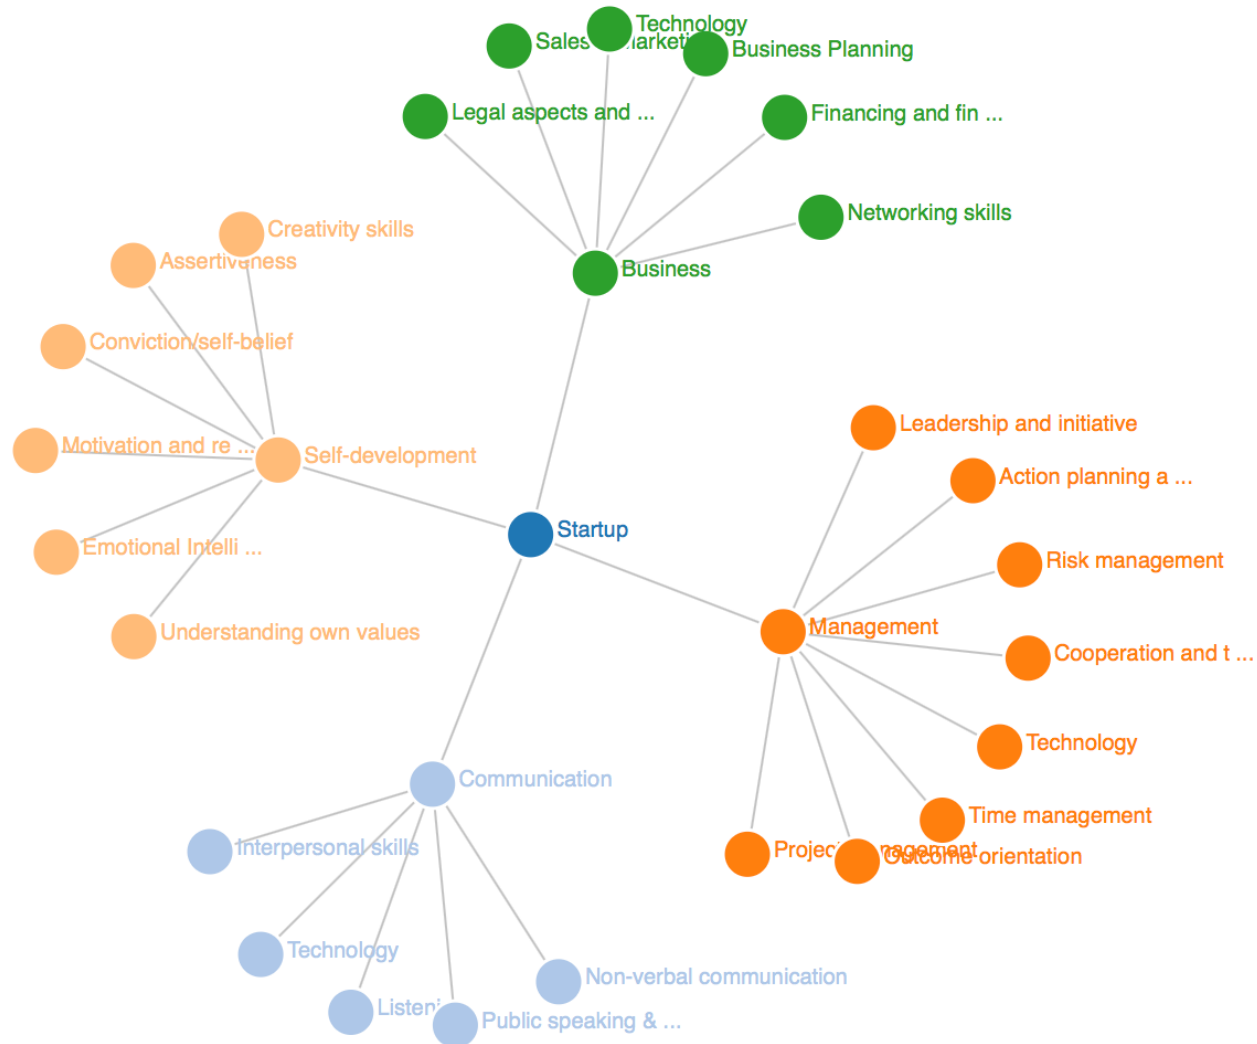 Technology
Sales
Business Planning
Legal aspects and ...
Financing and fin ...
Networking skills
Creativity skills
Assertiveness
Business
Conviction/self-belief
Leadership and initiative
Motivation and re ...
Self-development
Action planning a ...
Startup
Emotional Intelli ...
Risk management
Understanding own values
Management
Cooperation and t ...
Technology
Communication
Time management
Interpersonal skills
Project management
Outcome orientation
Technology
Non-verbal communication
Public speaking & ...